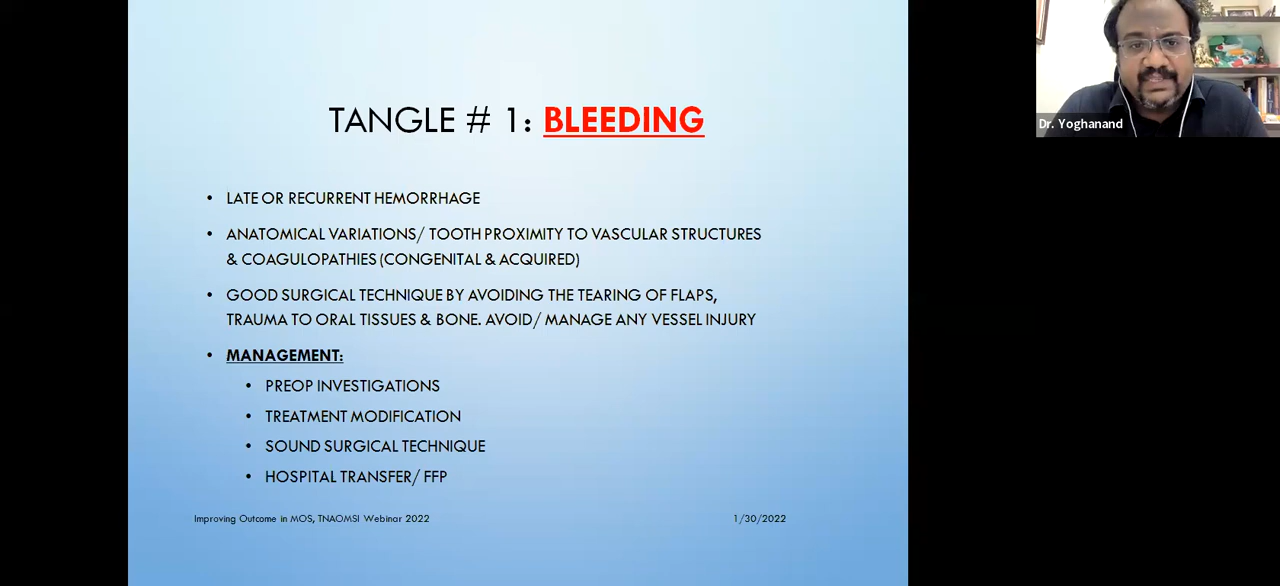 TANGLE # 1: BLEEDING
• LATE OR RECURRENT HEMORRHAGE
• ANATOMICAL VARIATIONS/ TOOTH PROXIMITY TO VASCULAR STRUCTURES
& COAGULOPATHIES (CONGENITAL & ACQUIRED)
• GOOD SURGICAL TECHNIQUE BY AVOIDING THE TEARING OF FLAPS,
TRAUMA TO ORAL TISSUES & BONE. AVOID/ MANAGE ANY VESSEL INJURY
• MANAGEMENT:
• PREOP INVESTIGATIONS
• TREATMENT MODIFICATION
• SOUND SURGICAL TECHNIQUE
• HOSPITAL TRANSFER/ FFP
Improving Outcome in MOS, TNAOMSI Webinar 2022
1/30/2022
Dr. Yoghanand